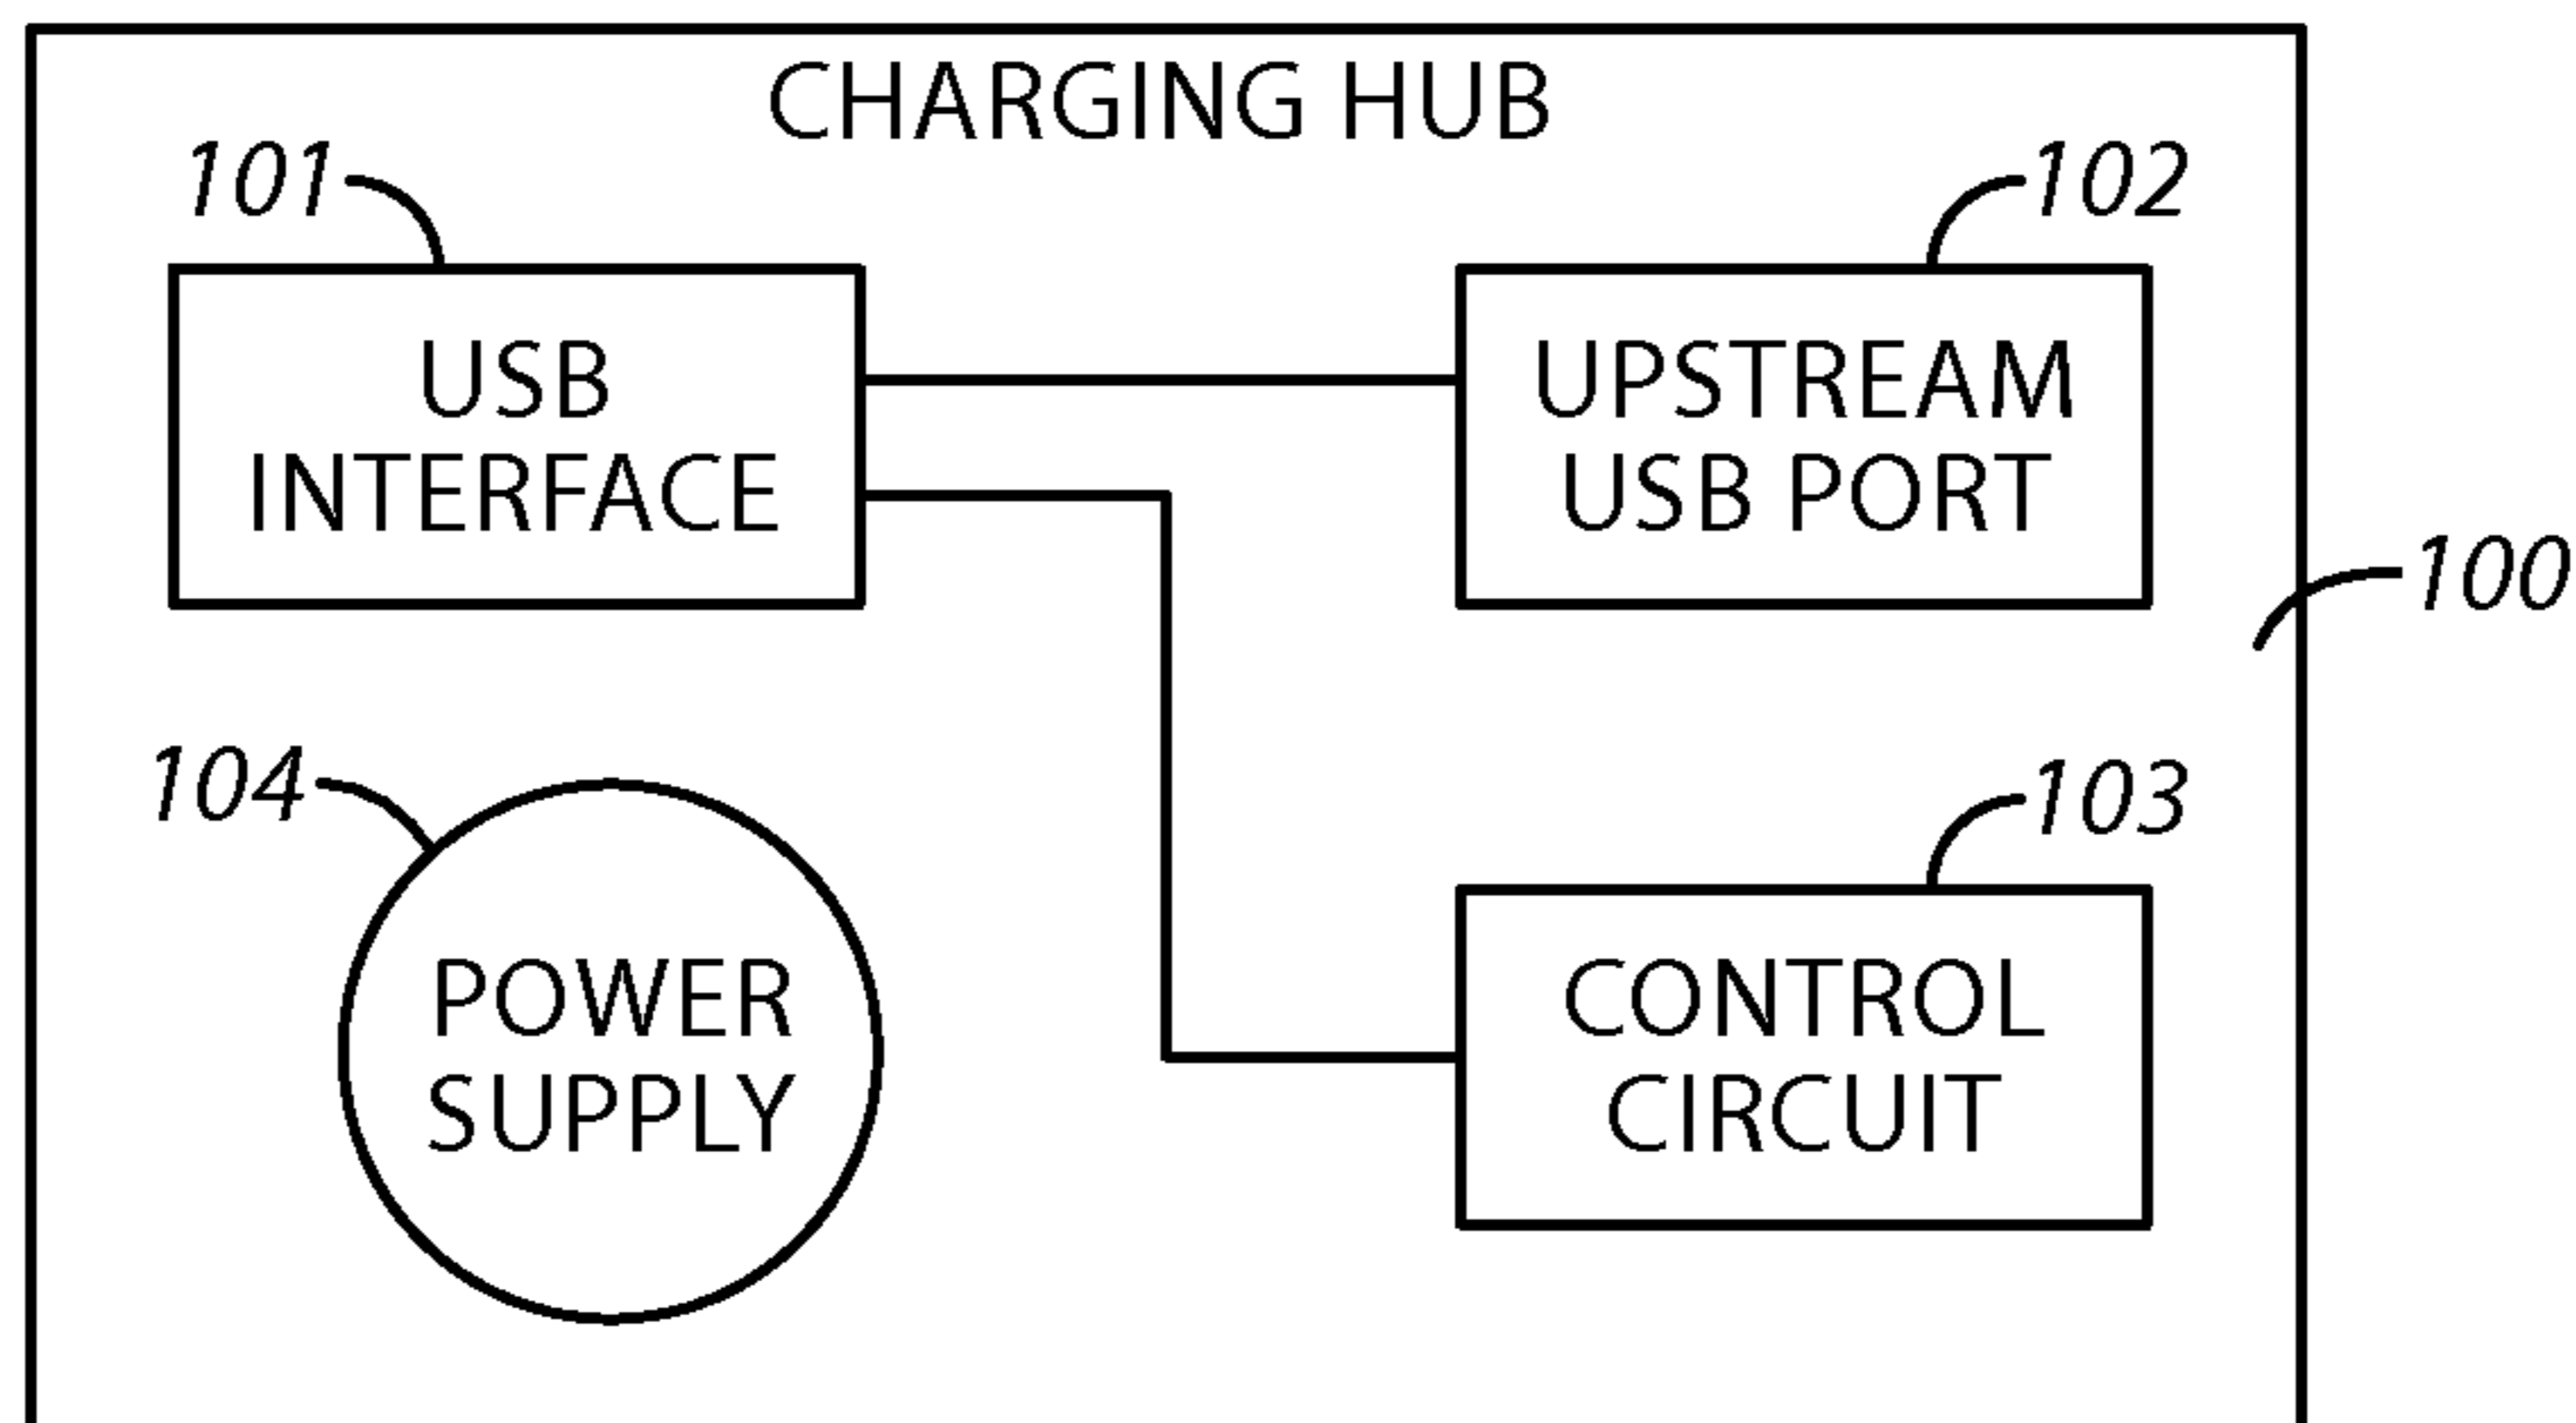 CHARGING HUB
101
102
USB
INTERFACE
UPSTREAM
USB PORT
100
104
103
POWER
SUPPLY
CONTROL
CIRCUIT